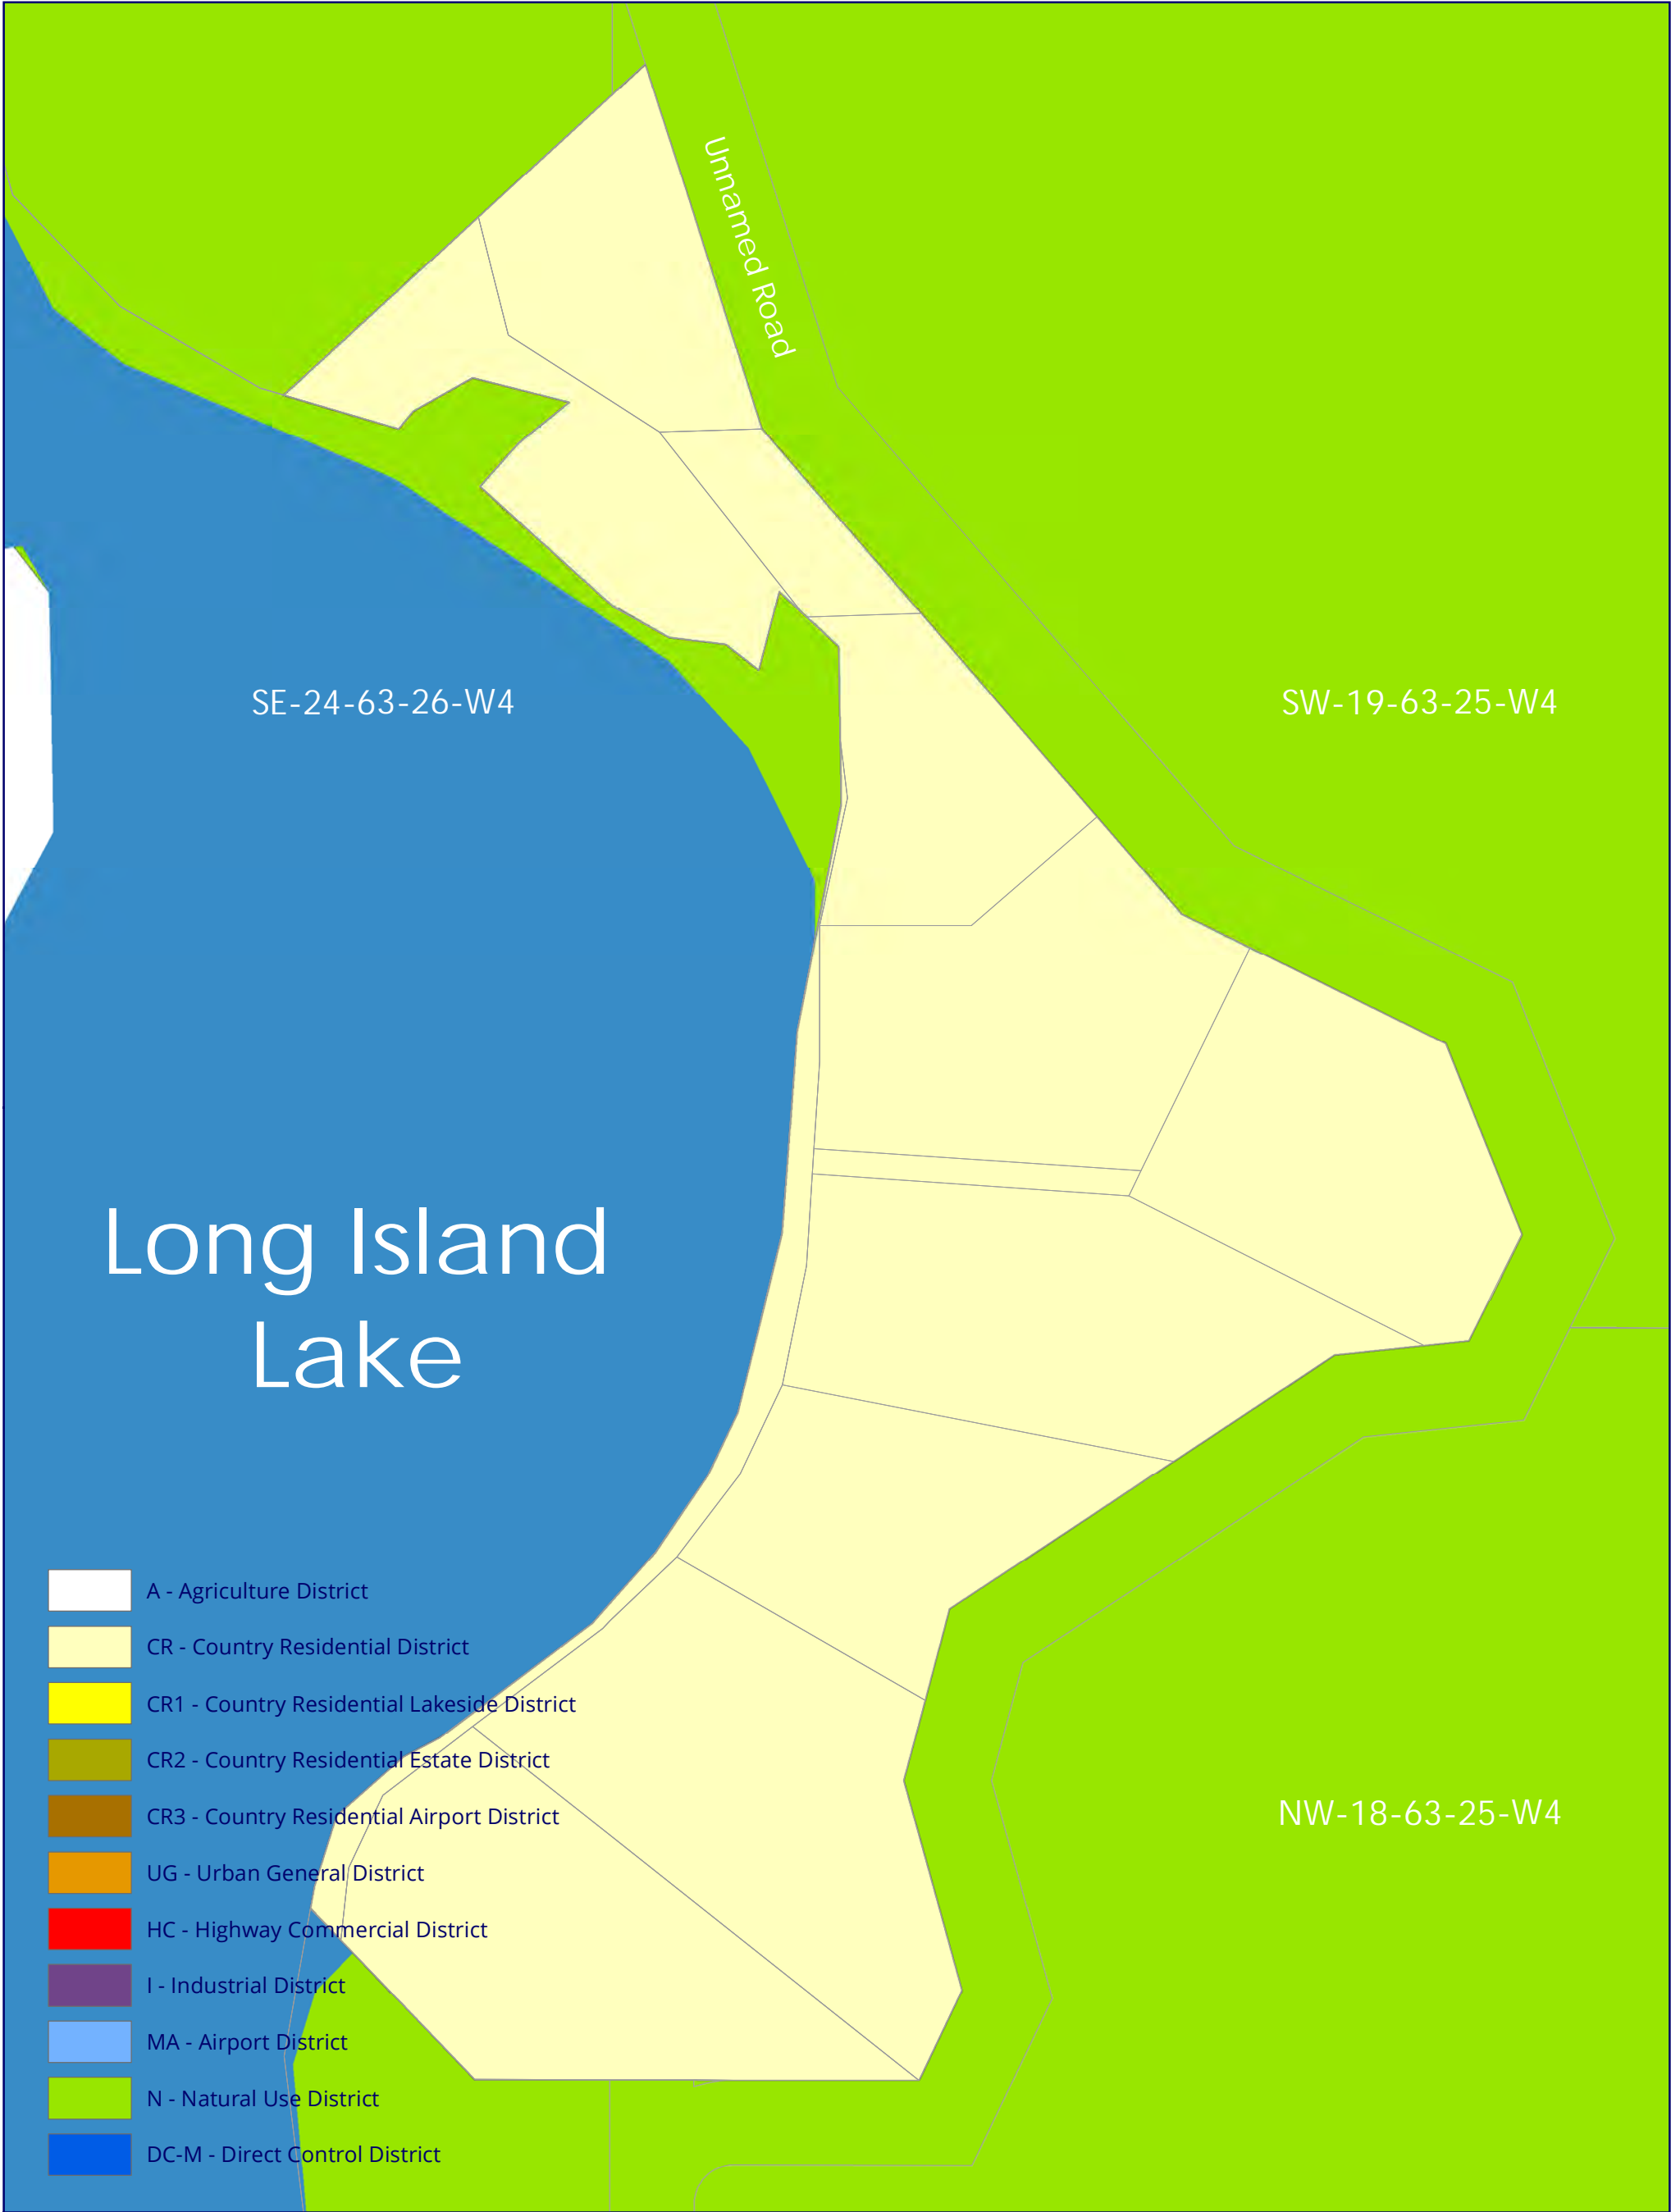 Unnamed Road
SE-24-63-26-W4
SW-19-63-25-W4
Long Island
Lake
A - Agriculture District
CR - Country Residential District
CR1 - Country Residential Lakeside District
CR2 - Country Residential Estate District
CR3 - Country Residential Airport District
NW-18-63-25-W4
UG - Urban General District
HC - Highway Commercial District
I - Industrial District
MA - Airport District
N - Natural Use District
DC-M - Direct Control District